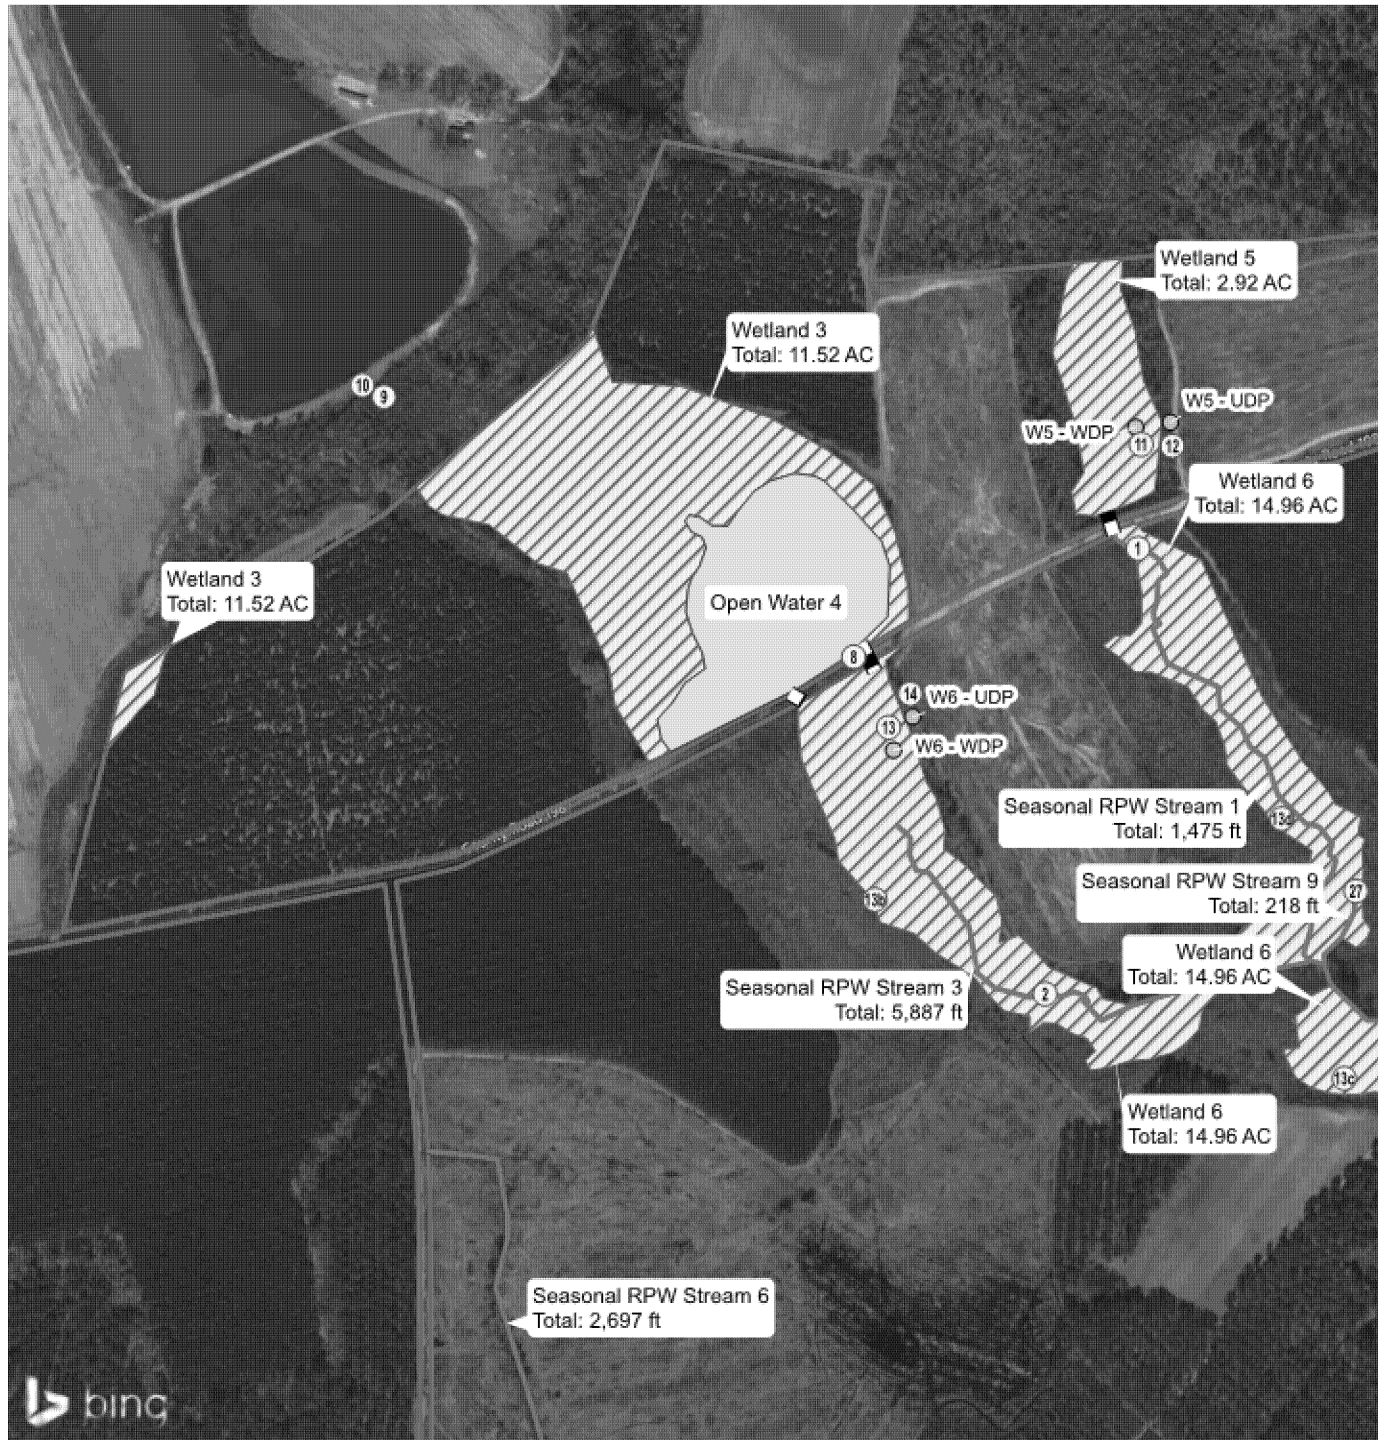 Wetland 5
Total: 2.92 AC
Wetland 3
Total: 11.52 AC
10
9
W5 - UDP
W5 - WDP
11
12
Wetland 6
Total: 14.96 AC
1
Wetland 3
Total: 11.52 AC
Open Water 4
8
14
W6 - UDP
13
W6 - WDP
Seasonal RPW Stream 1
Total: 1,475 ft
Seasonal RPW Stream 9
Total: 218 ft
27
13b
Wetland 6
Total: 14.96 AC
Seasonal RPW Stream 3
Total: 5,887 ft
2
13c
Wetland 6
Total: 14.96 AC
Seasonal RPW Stream 6
Total: 2,697 ft
bing